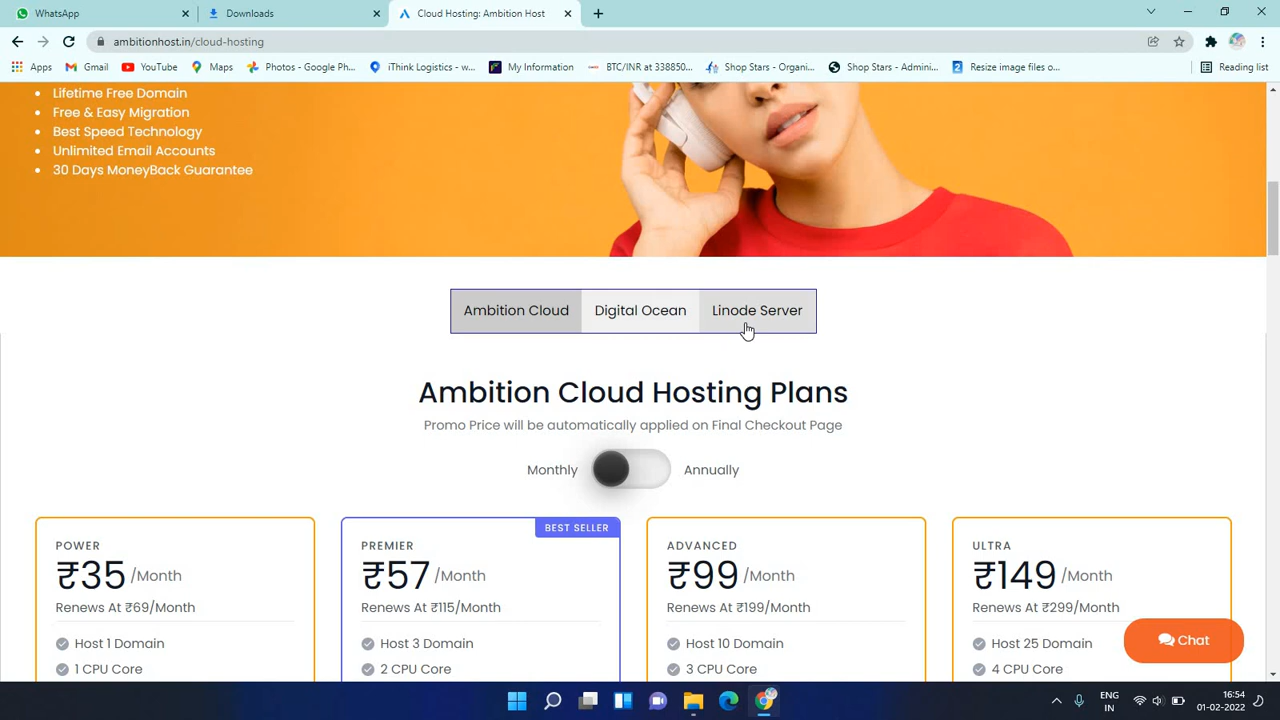 WhatsApp
Downloads
Cloud Hosting: Ambition Host
ambitionhost.in/cloud-hosting
Apps
Gmail
YouTube
Maps
Photos - Google Ph...
iThink Logistics - w...
My Information
BTC/INR at 338850...
Shop Stars - Organi...
Shop Stars - Admini...
Resize image files o...
Reading list
Lifetime Free Domain
Free & Easy Migration
Best Speed Technology
Unlimited Email Accounts
30 Days MoneyBack Guarantee
Ambition Cloud
Digital Ocean
Linode Server
Ambition Cloud Hosting Plans
Promo Price will be automatically applied on Final Checkout Page
Monthly
Annually
POWER
₹35 /Month
Renews At ₹69/Month
Host 1 Domain
1 CPU Core
BEST SELLER
PREMIER
₹57 /Month
Renews At ₹115/Month
Host 3 Domain
2 CPU Core
ADVANCED
₹99 /Month
Renews At ₹199/Month
Host 10 Domain
3 CPU Core
ULTRA
₹149 /Month
Renews At ₹299/Month
Host 25 Domain
4 CPU Core
Chat
ENG
IN
16:54
01-02-2022